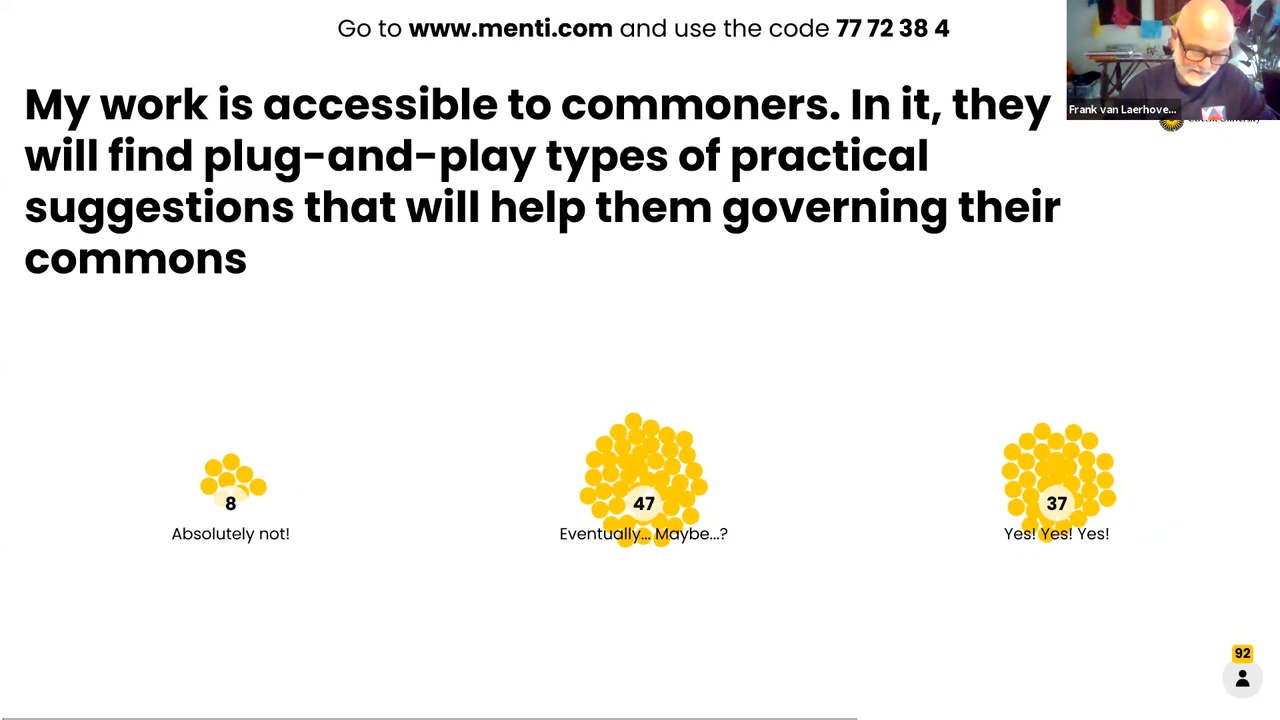 Go to www.menti.com and use the code 77 72 38 4
My work is accessible to commoners. In it, they
will find plug-and-play types of practical
suggestions that will help them governing their
commons
Frank van Laerhove...
8
47
37
Absolutely not!
Eventually... Maybe...?
Yes! Yes! Yes!
92